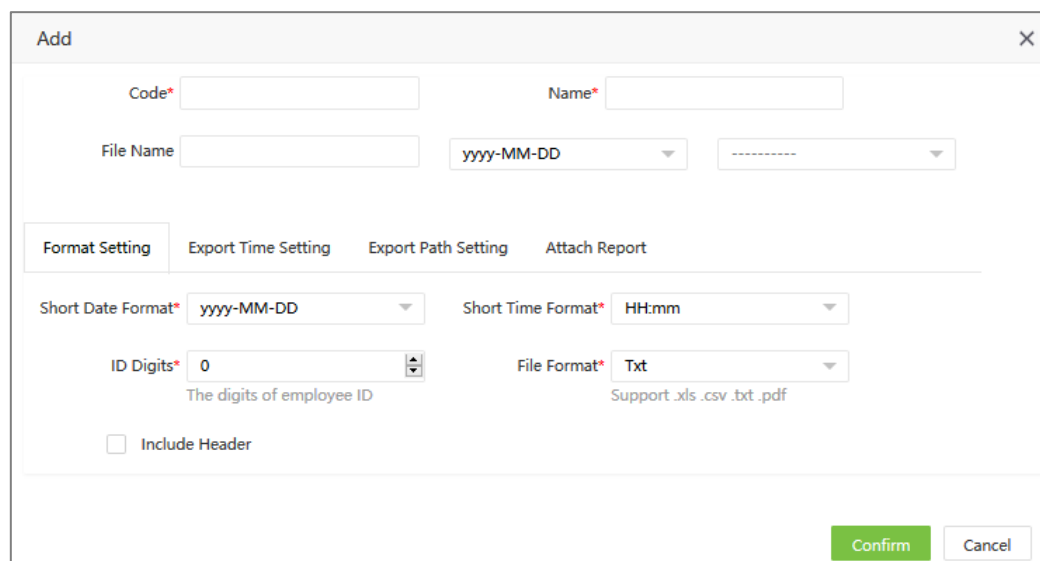 Add
Code* Name*
File Name yyyy-MM-DD ----------
Format Setting Export Time Setting Export Path Setting Attach Report
Short Date Format* yyyy-MM-DD Short Time Format* HH:mm
ID Digits* 0 File Format* Txt
The digits of employee ID Support .xls .csv .txt .pdf
Include Header
Confirm Cancel